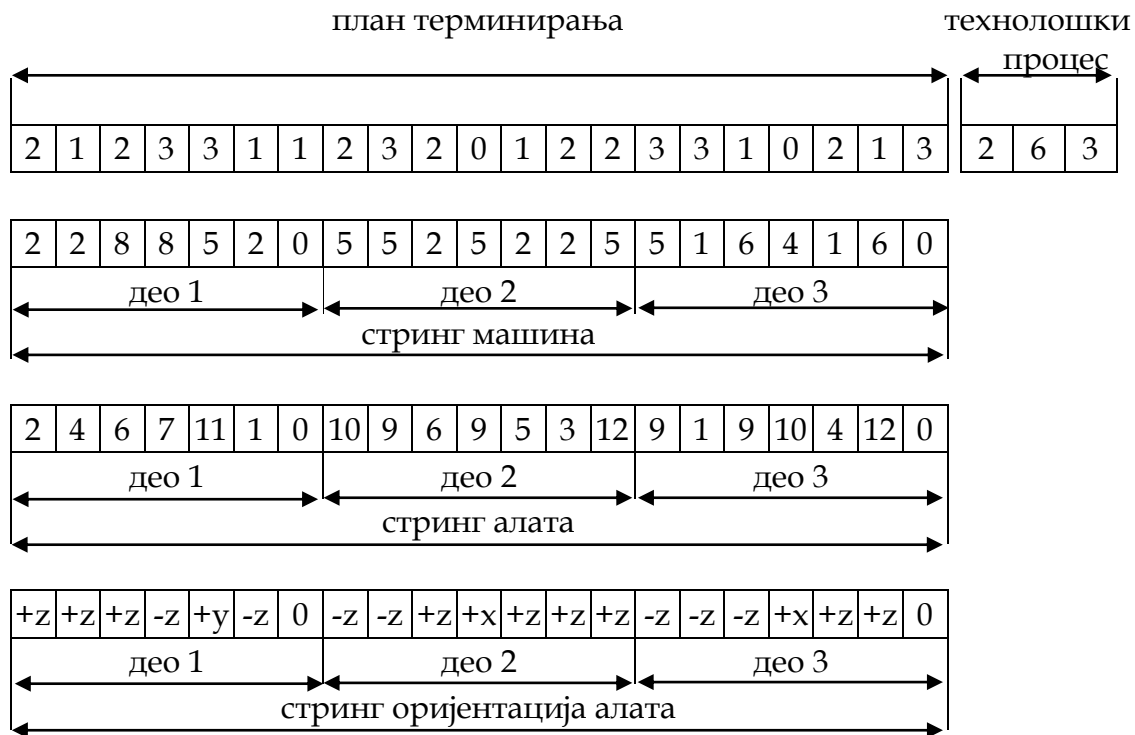 план терминирања технолошки
процес
2 1 2 3 3 1 1 2 3 2 0 1 2 2 3 3 1 0 2 1 3 2 6 3
2 2 8 8 5 2 0 5 5 2 5 2 2 5 5 1 6 4 1 6 0
део 1 део 2 део 3
стринг машина
2 4 6 7 11 1 0 10 9 6 9 5 3 12 9 1 9 10 4 12 0
део 1 део 2 део 3
стринг алата
+z +z +z -z +y -z 0 -z -z +z +x +z +z +z -z -z -z +x +z +z 0
део 1 део 2 део 3
стринг оријентација алата